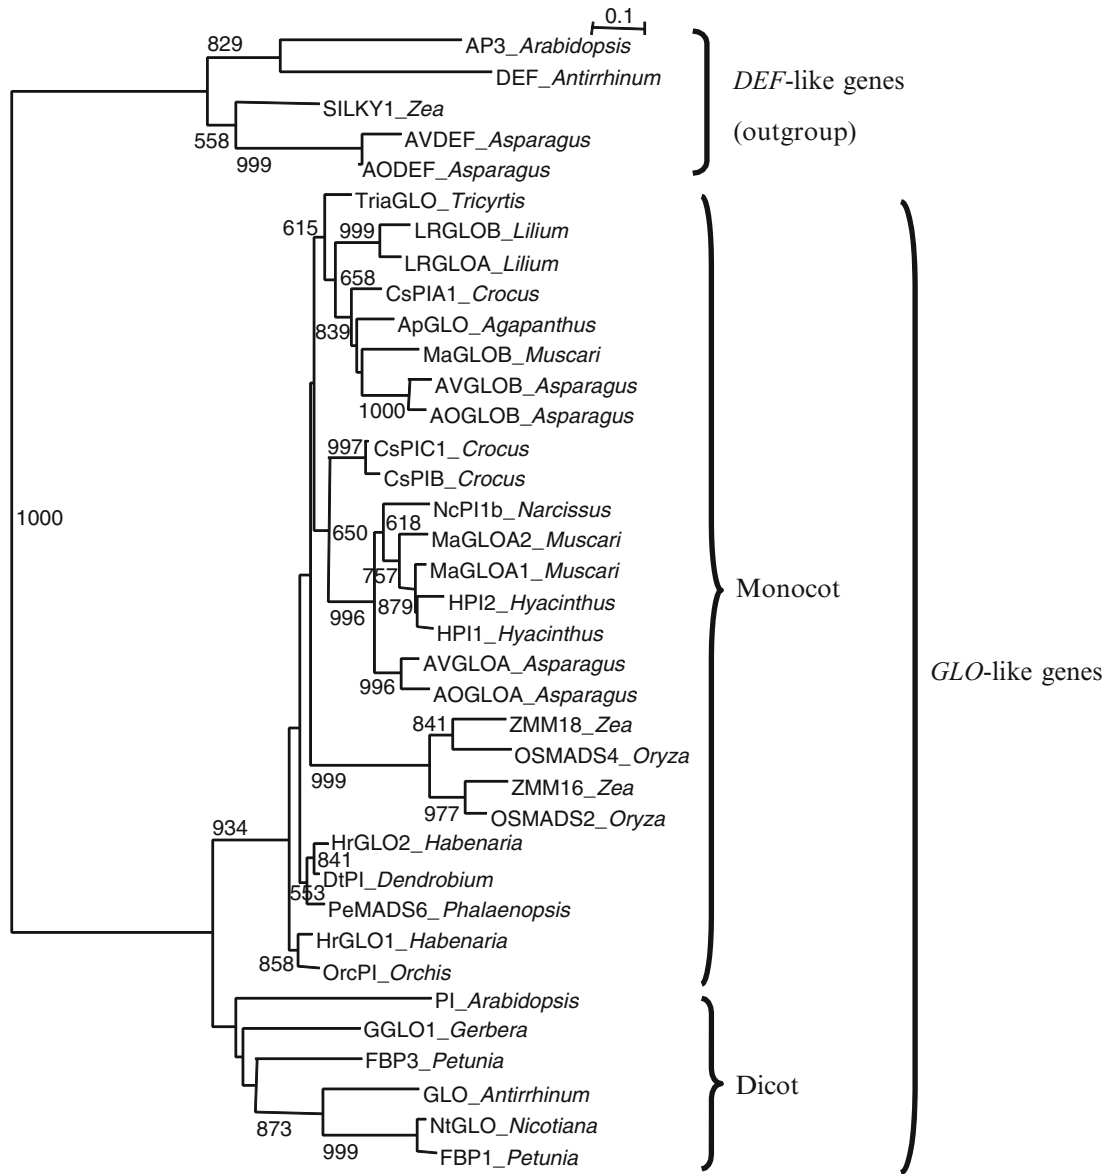 0.1
829
AP3_Arabidopsis
DEF_Antirrhinum
SILKY1_Zea
558
AVDEF_Asparagus
999
AODEF_Asparagus
DEF-like genes
(outgroup)
TriaGLO_Tricyrtis
615
999
LRGLOB_Lilium
LRGLOA_Lilium
658
CsPIA1_Crocus
839
ApGLO_Agapanthus
MaGLOB_Muscari
AVGLOB_Asparagus
1000
AOGLOB_Asparagus
997
CsPIC1_Crocus
CsPIB_Crocus
NcPI1b_Narcissus
1000
650
618
MaGLOA2_Muscari
757
MaGLOA1_Muscari
879
HPI2_Hyacinthus
996
HPI1_Hyacinthus
AVGLOA_Asparagus
996
AOGLOA_Asparagus
Monocot
GLO-like genes
841
ZMM18_Zea
OSMADS4_Oryza
999
ZMM16_Zea
977
OSMADS2_Oryza
934
HrGLO2_Habenaria
841
DtPI_Dendrobium
553
PeMADS6_Phalaenopsis
HrGLO1_Habenaria
858
OrcPI_Orchis
PI_Arabidopsis
GGLO1_Gerbera
FBP3_Petunia
GLO_Antirrhinum
873
NtGLO_Nicotiana
999
FBP1_Petunia
Dicot